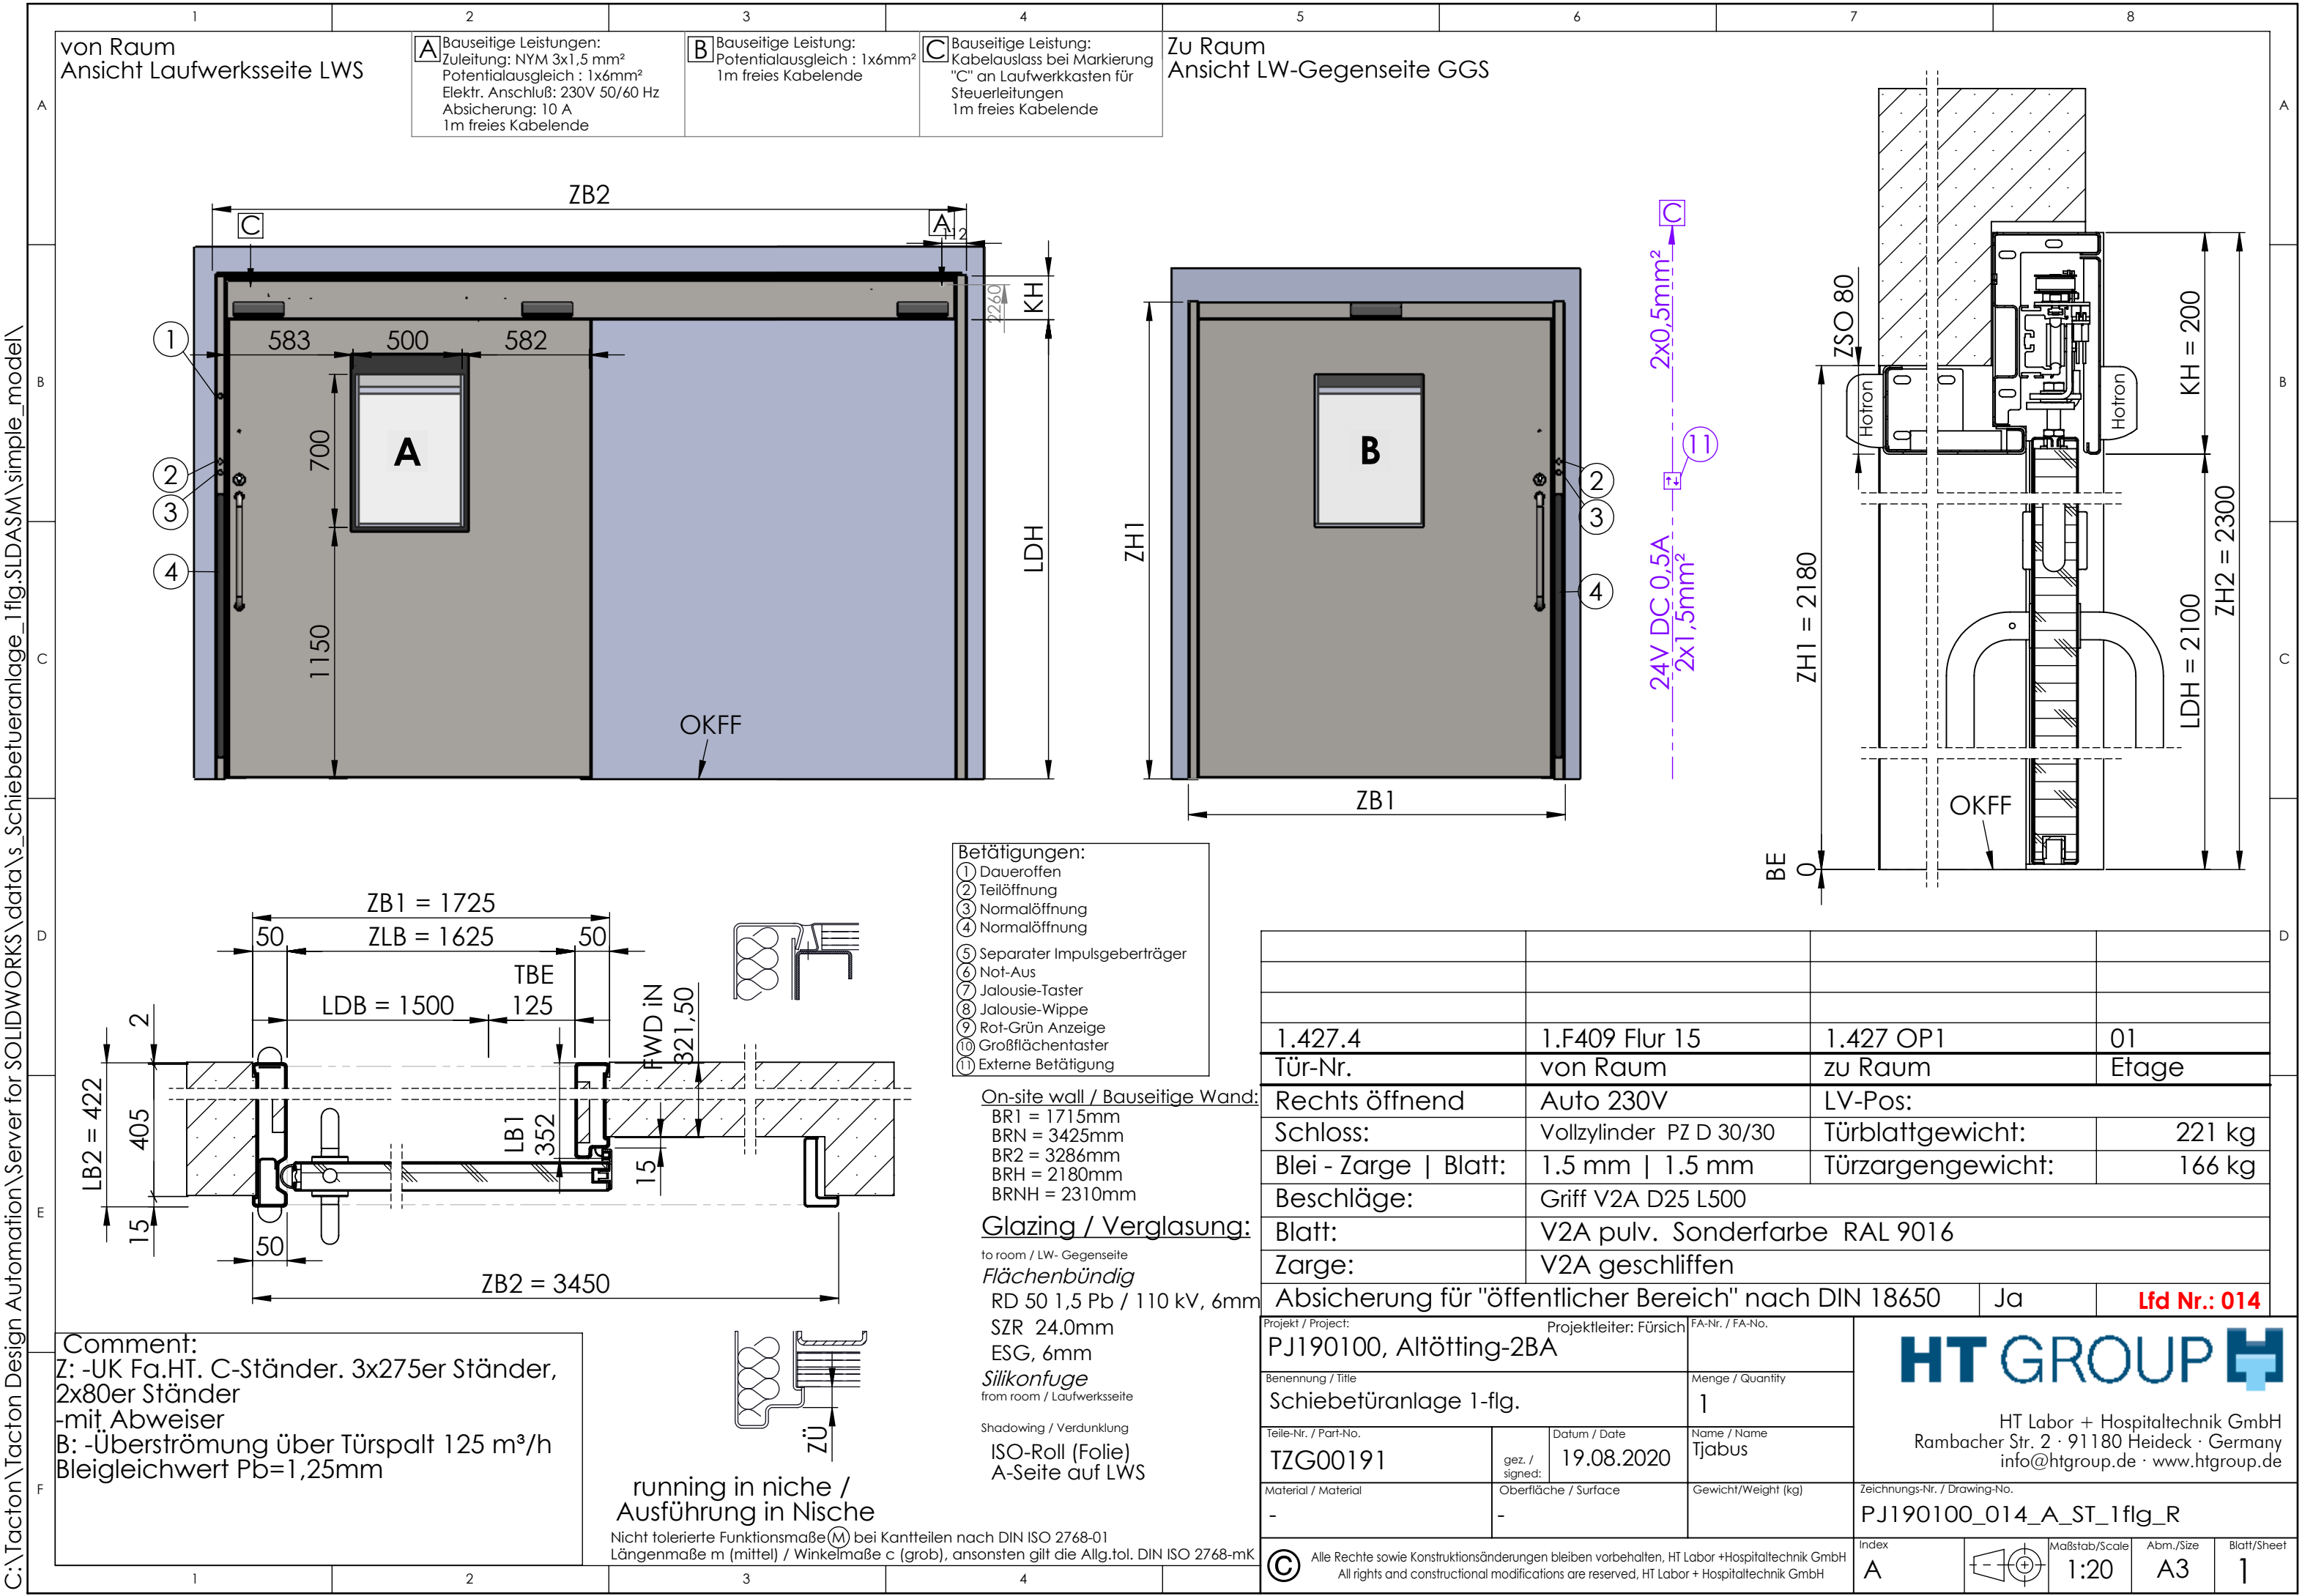 1 2 3 4 5 6 7 8
von Raum
Ansicht Laufwerksseite LWS
A Bauseitige Leistungen:
Zuleitung: NYM 3x1,5 mm²
Potentialausgleich : 1x6mm²
Elektr. Anschluß: 230V 50/60 Hz
Absicherung: 10 A
1m freies Kabelende
B Bauseitige Leistung:
Potentialausgleich : 1x6mm²
1m freies Kabelende
C Bauseitige Leistung:
Kabelauslass bei Markierung
"C" an Laufwerkkasten für
Steuerleitungen
1m freies Kabelende
Zu Raum
Ansicht LW-Gegenseite GGS
A
B
C
D
E
F
A
B
C
D
C:\Tacton\Tacton Design Automation\Server for SOLIDWORKS\data\s_Schiebetueranlage_1flg.SLDASM\simple_model\
ZB2
C
A
112
KH
2260
583 500 582
1
2
3
4
700
A
1150
LDH
OKFF
ZH1
B
2
3
4
ZB1
C
2x0,5mm²
11
24V DC 0,5A
2x1,5mm²
ZSO 80
Hotron
Hotron
KH = 200
ZH1 = 2180
LDH = 2100
ZH2 = 2300
OKFF
BE
0
ZB1 = 1725
50 ZLB = 1625 50
TBE
LDB = 1500 125
FWD iN
321,50
2
LB2 = 422
405
15
LB1
352
15
50
ZB2 = 3450
ZÜ
Betätigungen:
1 Daueroffen
2 Teilöffnung
3 Normalöffnung
4 Normalöffnung
5 Separater Impulsgeberträger
6 Not-Aus
7 Jalousie-Taster
8 Jalousie-Wippe
9 Rot-Grün Anzeige
10 Großflächentaster
11 Externe Betätigung
On-site wall / Bauseitige Wand:
BR1 = 1715mm
BRN = 3425mm
BR2 = 3286mm
BRH = 2180mm
BRNH = 2310mm
Glazing / Verglasung:
to room / LW- Gegenseite
Flächenbündig
RD 50 1,5 Pb / 110 kV, 6mm
SZR 24.0mm
ESG, 6mm
Silikonfuge
from room / Laufwerksseite
Shadowing / Verdunklung
ISO-Roll (Folie)
A-Seite auf LWS
Comment:
Z: -UK Fa.HT. C-Ständer. 3x275er Ständer,
2x80er Ständer
-mit Abweiser
B: -Überströmung über Türspalt 125 m³/h
Bleigleichwert Pb=1,25mm
running in niche /
Ausführung in Nische
Nicht tolerierte Funktionsmaße M bei Kantteilen nach DIN ISO 2768-01
Längenmaße m (mittel) / Winkelmaße c (grob), ansonsten gilt die Allg.tol. DIN ISO 2768-mK
1.427.4 1.F409 Flur 15 1.427 OP1 01
Tür-Nr. von Raum zu Raum Etage
Rechts öffnend Auto 230V LV-Pos:
Schloss: Vollzylinder PZ D 30/30 Türblattgewicht: 221 kg
Blei - Zarge | Blatt: 1.5 mm | 1.5 mm Türzargengewicht: 166 kg
Beschläge: Griff V2A D25 L500
Blatt: V2A pulv. Sonderfarbe RAL 9016
Zarge: V2A geschliffen
Absicherung für "öffentlicher Bereich" nach DIN 18650 Ja Lfd Nr.: 014
Projekt / Project: Projektleiter: Fürsich FA-Nr. / FA-No.
PJ190100, Altötting-2BA
Benennung / Title Menge / Quantity
Schiebetüranlage 1-flg. 1
Teile-Nr. / Part-No. Datum / Date Name / Name
TZG00191 gez. / signed: 19.08.2020 Tjabus
Material / Material Oberfläche / Surface Gewicht/Weight (kg)
- -
HT GROUP
HT Labor + Hospitaltechnik GmbH
Rambacher Str. 2 · 91180 Heideck · Germany
info@htgroup.de · www.htgroup.de
Zeichnungs-Nr. / Drawing-No.
PJ190100_014_A_ST_1flg_R
© Alle Rechte sowie Konstruktionsänderungen bleiben vorbehalten, HT Labor +Hospitaltechnik GmbH
All rights and constructional modifications are reserved, HT Labor + Hospitaltechnik GmbH
Index Maßstab/Scale Abm./Size Blatt/Sheet
A 1:20 A3 1
1 2 3 4